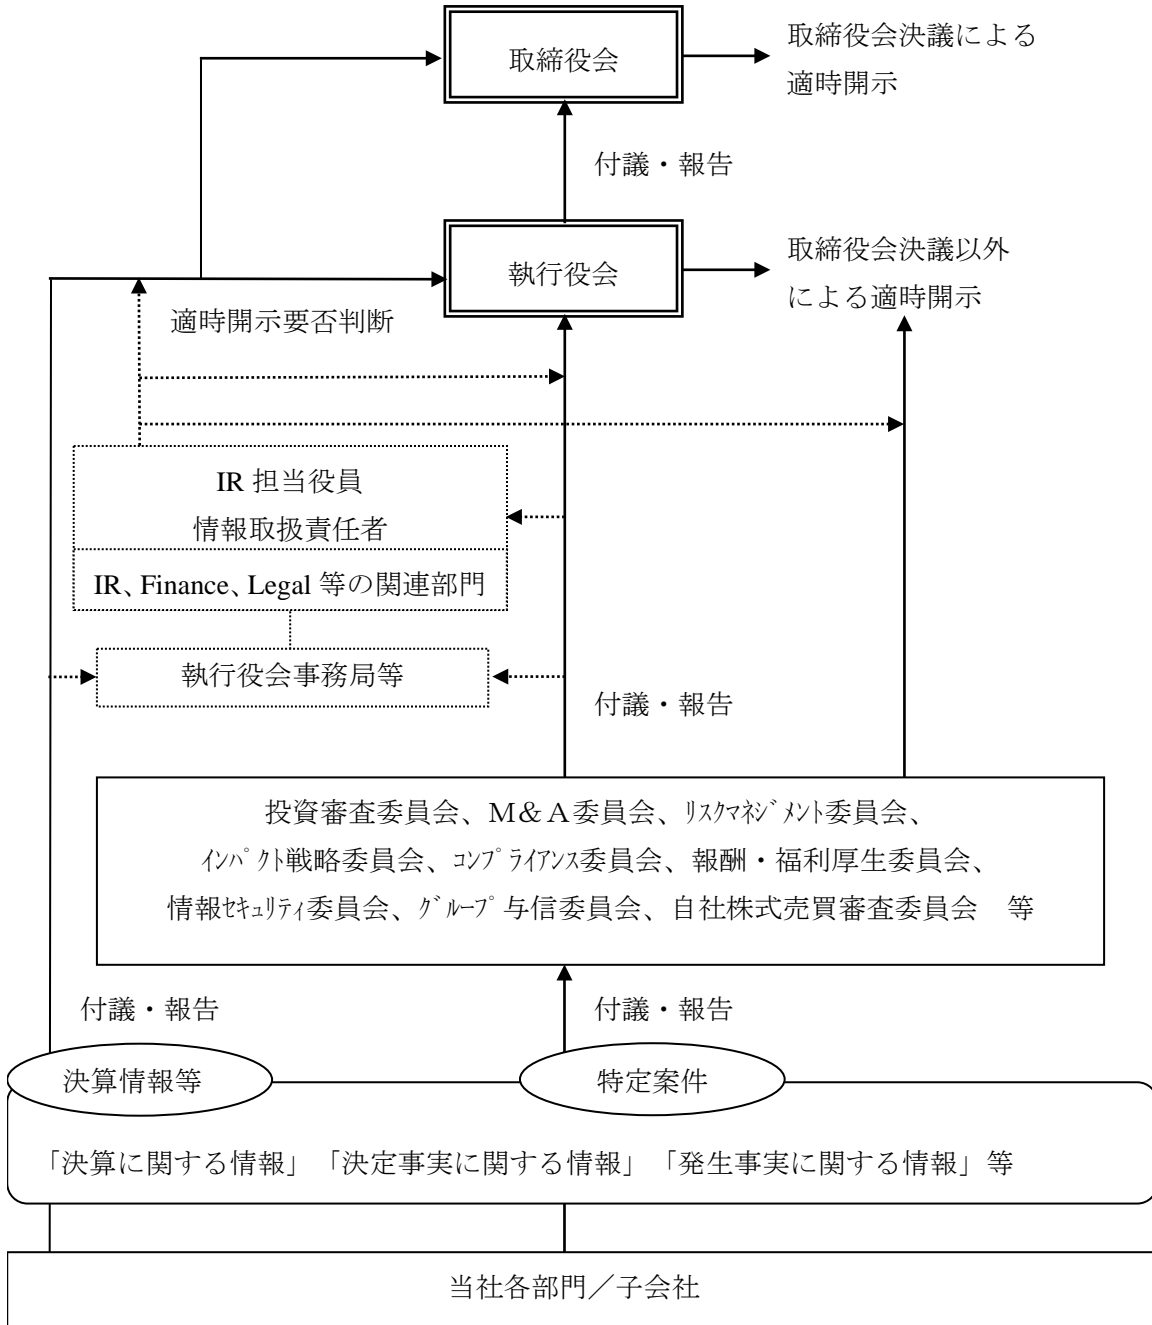 取締役会
取締役会決議による
適時開示
付議・報告
執行役会
取締役会決議以外
による適時開示
適時開示要否判断
IR 担当役員
情報取扱責任者
IR、Finance、Legal 等の関連部門
執行役会事務局等
付議・報告
投資審査委員会、M&A委員会、ﾘｽｸﾏﾈｼﾞﾒﾝﾄ委員会、
ｲﾝﾊﾟｸﾄ戦略委員会、ｺﾝﾌﾟﾗｲｱﾝｽ委員会、報酬・福利厚生委員会、
情報ｾｷｭﾘﾃｨ委員会、ｸﾞﾙｰﾌﾟ与信委員会、自社株式売買審査委員会　等
付議・報告
付議・報告
決算情報等
特定案件
「決算に関する情報」「決定事実に関する情報」「発生事実に関する情報」等
当社各部門／子会社